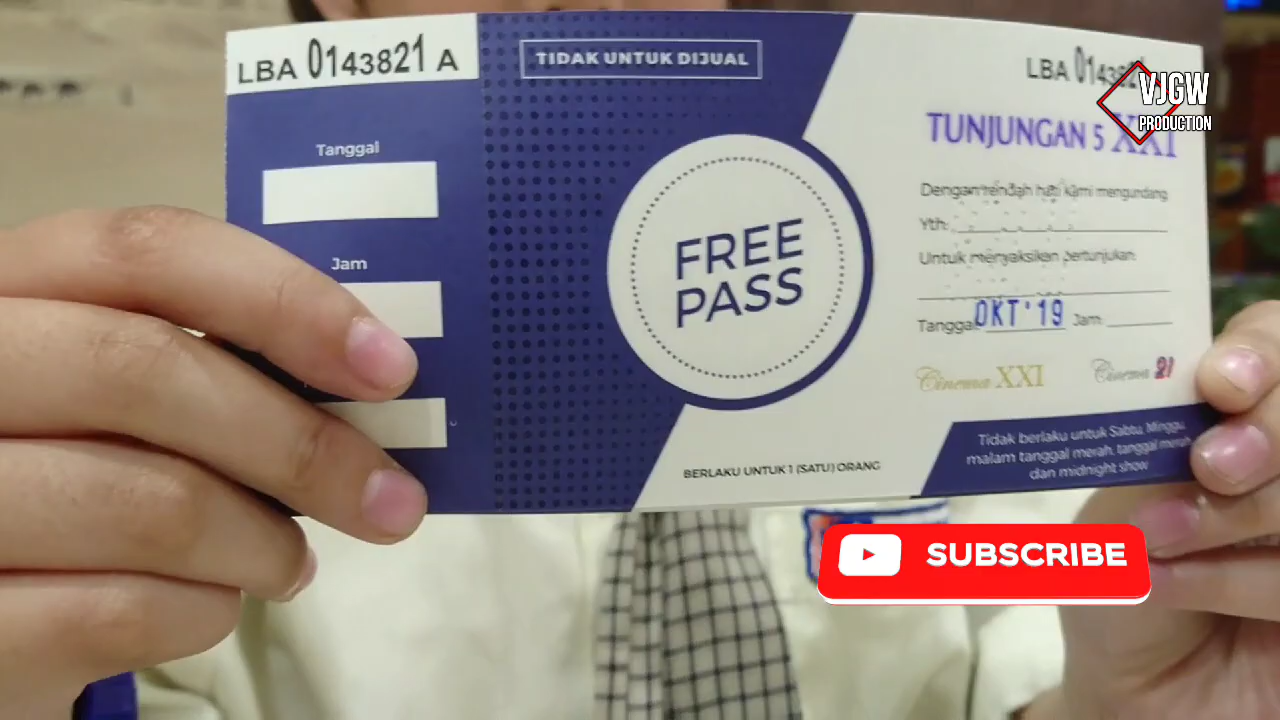 LBA 0143821 A
TIDAK UNTUK DIJUAL
Tanggal
Jam
FREE
PASS
BERLAKU UNTUK 1 (SATU) ORANG
LBA
TUNJUNGAN 5 XXI
Dengan rendah hati kami mengundang
Yth:
Untuk menyaksikan pertunjukan:
Tanggal OKT'19 Jam:
Cinema XXI
Cinema 21
Tidak berlaku untuk Sabtu, Minggu,
malam tanggal merah, tanggal merah
dan midnight show
VJGW
PRODUCTION
SUBSCRIBE